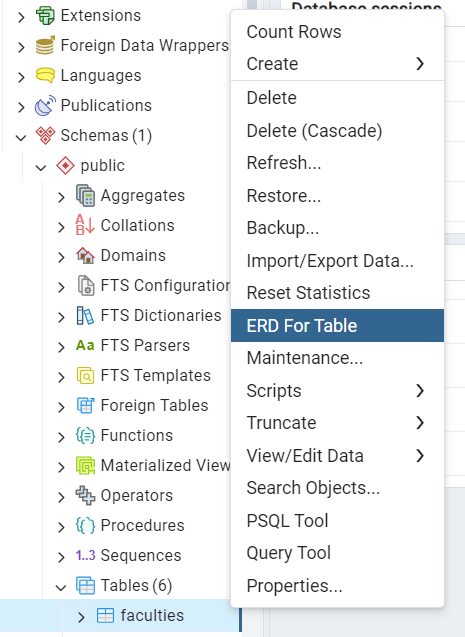 Extensions
Foreign Data Wrappers
Languages
Publications
Schemas (1)
public
Aggregates
Collations
Domains
FTS Configuration
FTS Dictionaries
Aa FTS Parsers
FTS Templates
Foreign Tables
Functions
Materialized View
Operators
Procedures
1..3 Sequences
Tables (6)
faculties
Database sessions
Count Rows
Create
Delete
Delete (Cascade)
Refresh...
Restore...
Backup...
Import/Export Data...
Reset Statistics
ERD For Table
Maintenance...
Scripts
Truncate
View/Edit Data
Search Objects...
PSQL Tool
Query Tool
Properties...